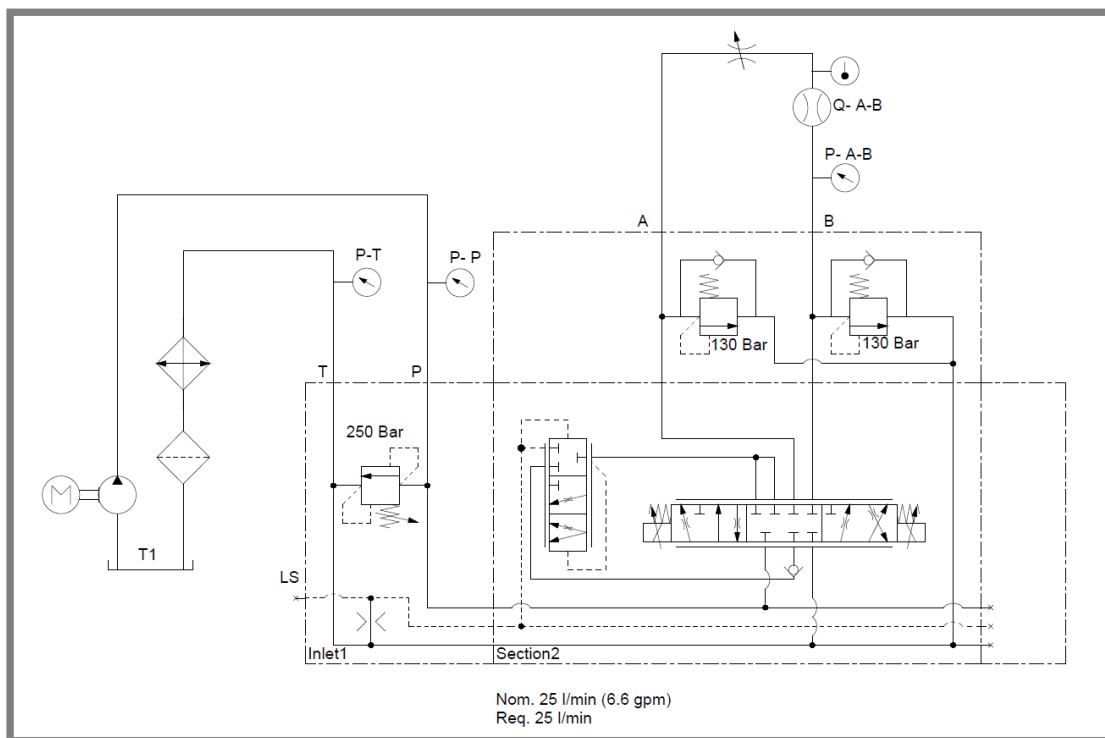 Q- A-B
P- A-B
A
B
P-T
P- P
130 Bar
130 Bar
T
P
250 Bar
M
T1
LS
Inlet1
Section2
Nom. 25 l/min (6.6 gpm)
Req. 25 l/min